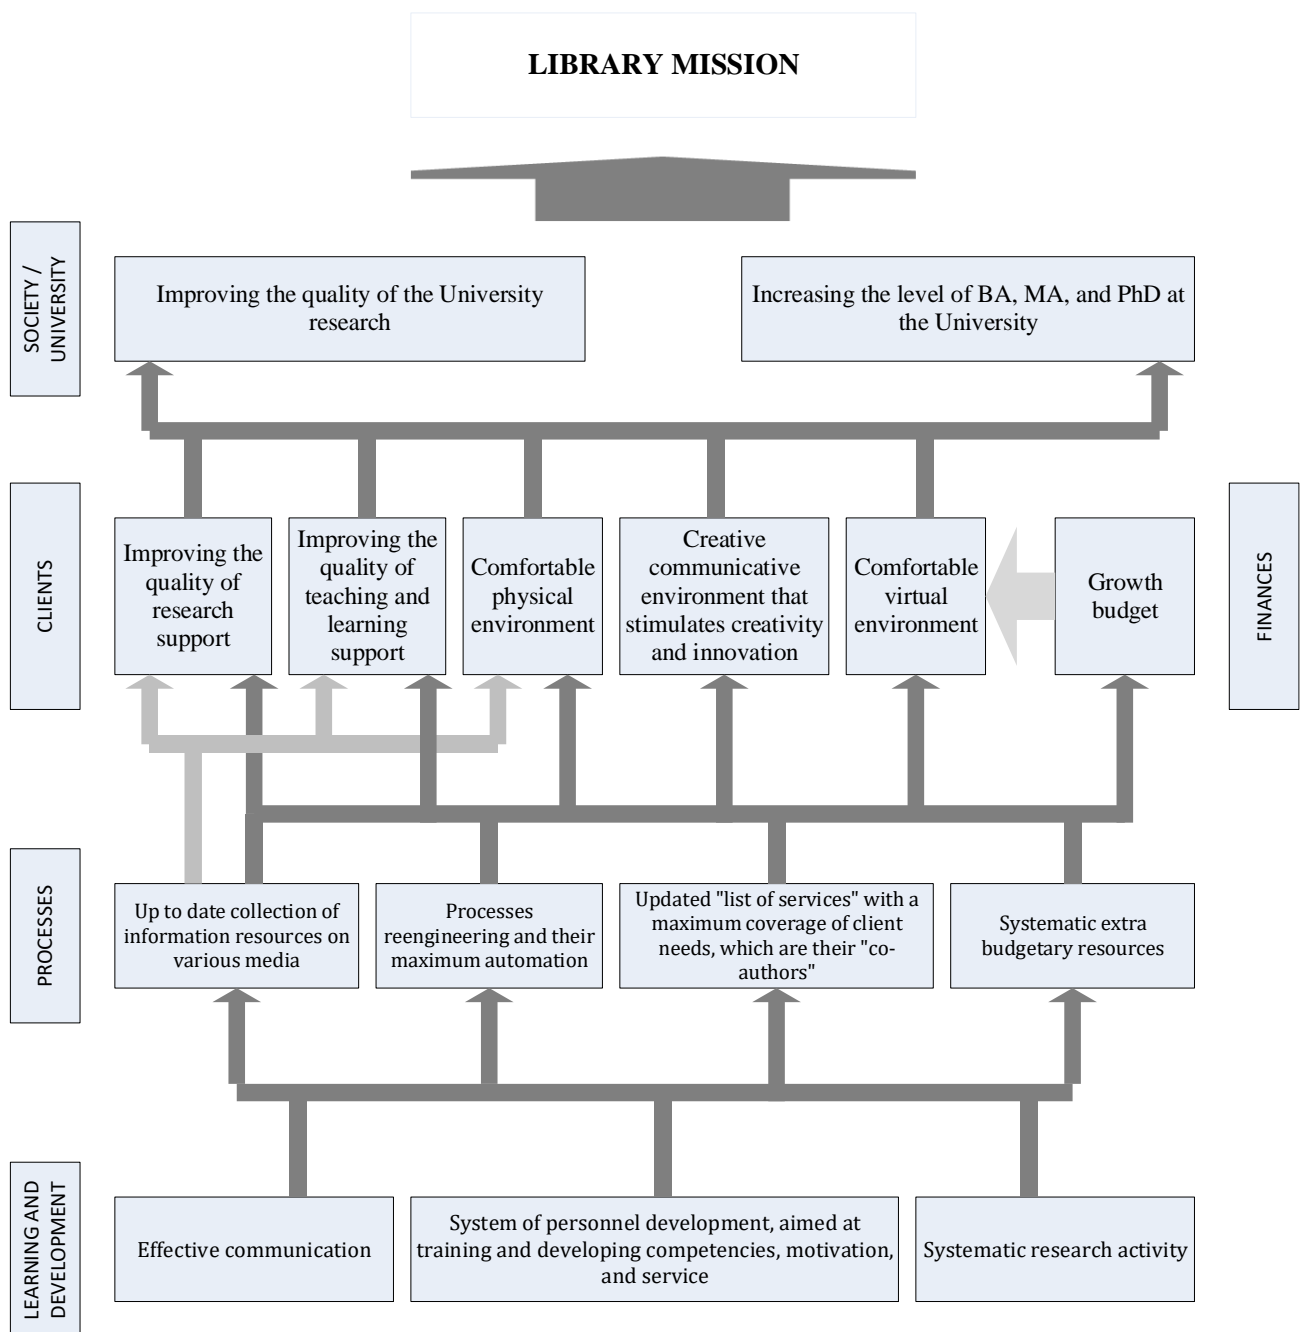 LIBRARY MISSION
SOCIETY /
UNIVERSITY
Improving the quality of the University
research
Increasing the level of BA, MA, and PhD at
the University
CLIENTS
Improving the
quality of
research
support
Improving the
quality of
teaching and
learning
support
Comfortable
physical
environment
Creative
communicative
environment that
stimulates creativity
and innovation
Comfortable
virtual
environment
Growth
budget
FINANCES
PROCESSES
Up to date collection of
information resources on
various media
Processes
reengineering and their
maximum automation
Updated "list of services" with a
maximum coverage of client
needs, which are their "co-
authors"
Systematic extra
budgetary resources
LEARNING AND
DEVELOPMENT
Effective communication
System of personnel development, aimed at
training and developing competencies, motivation,
and service
Systematic research activity